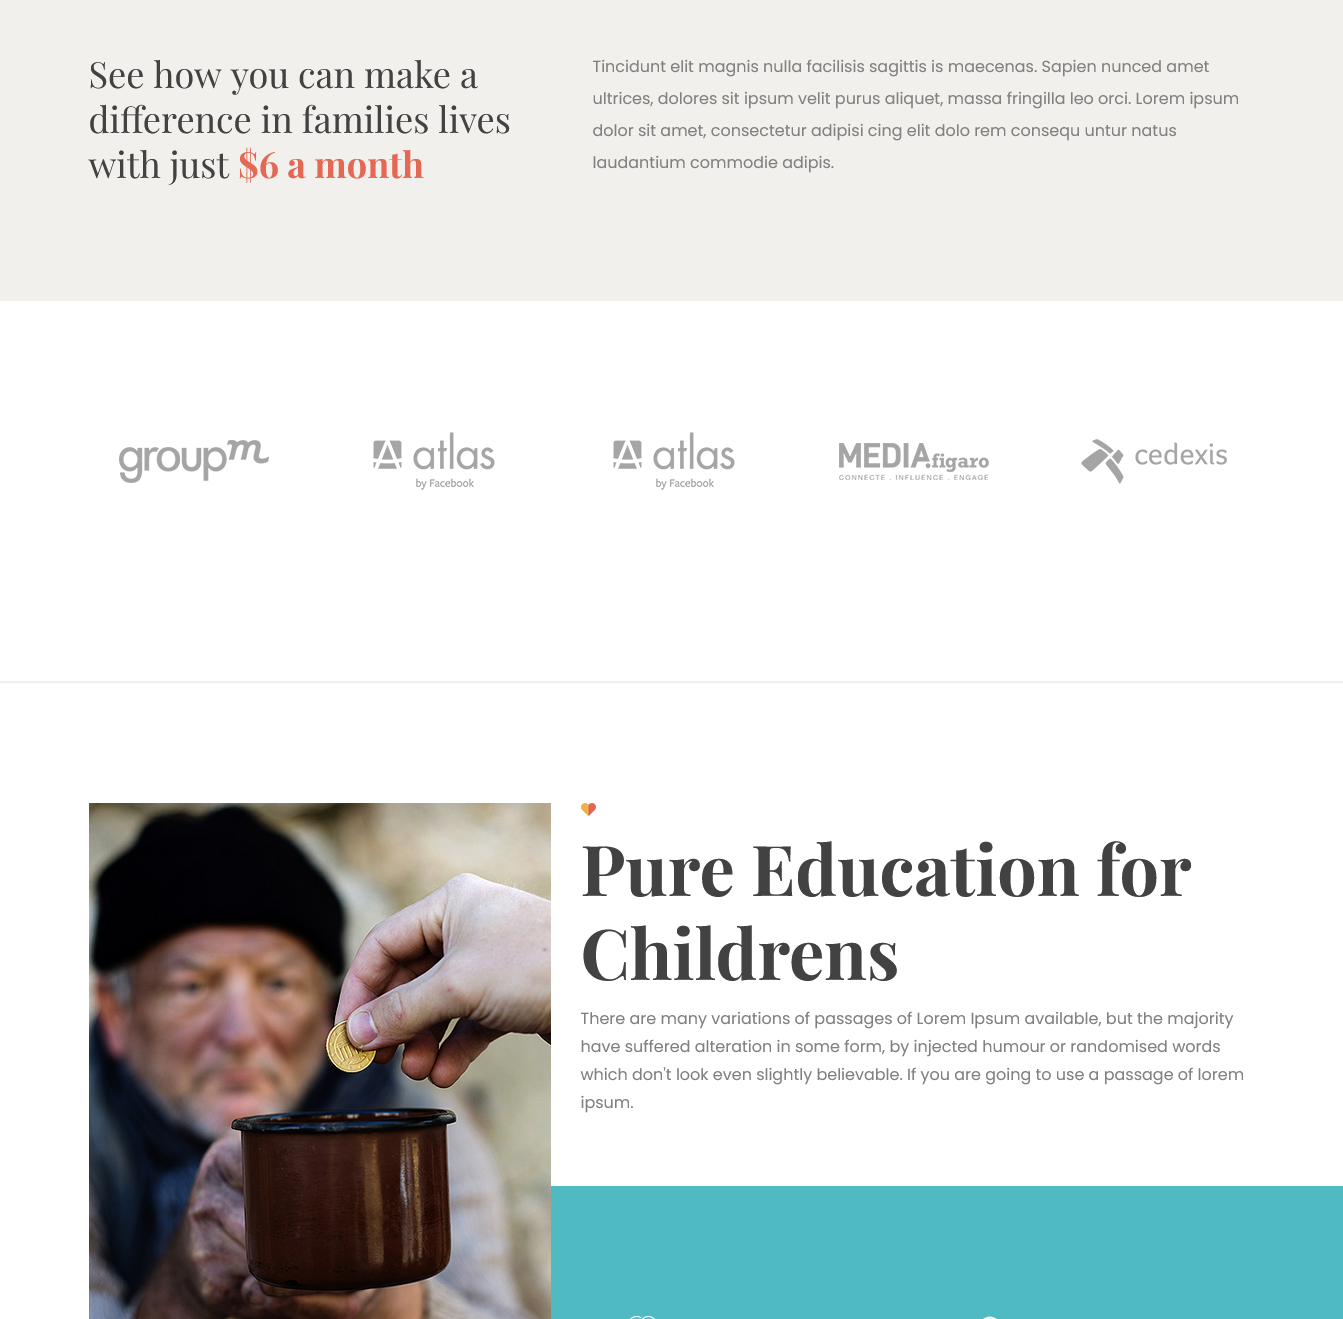 See how you can make a
difference in families lives
with just $6 a month
Tincidunt elit magnis nulla facilisis sagittis is maecenas. Sapien nunced amet
ultrices, dolores sit ipsum velit purus aliquet, massa fringilla leo orci. Lorem ipsum
dolor sit amet, consectetur adipisi cing elit dolo rem consequ untur natus
laudantium commodie adipis.
groupm
atlas
by Facebook
atlas
by Facebook
MEDIA.figaro
CONNECTE . INFLUENCE . ENGAGE
cedexis
Pure Education for
Childrens
There are many variations of passages of Lorem Ipsum available, but the majority
have suffered alteration in some form, by injected humour or randomised words
which don't look even slightly believable. If you are going to use a passage of lorem
ipsum.